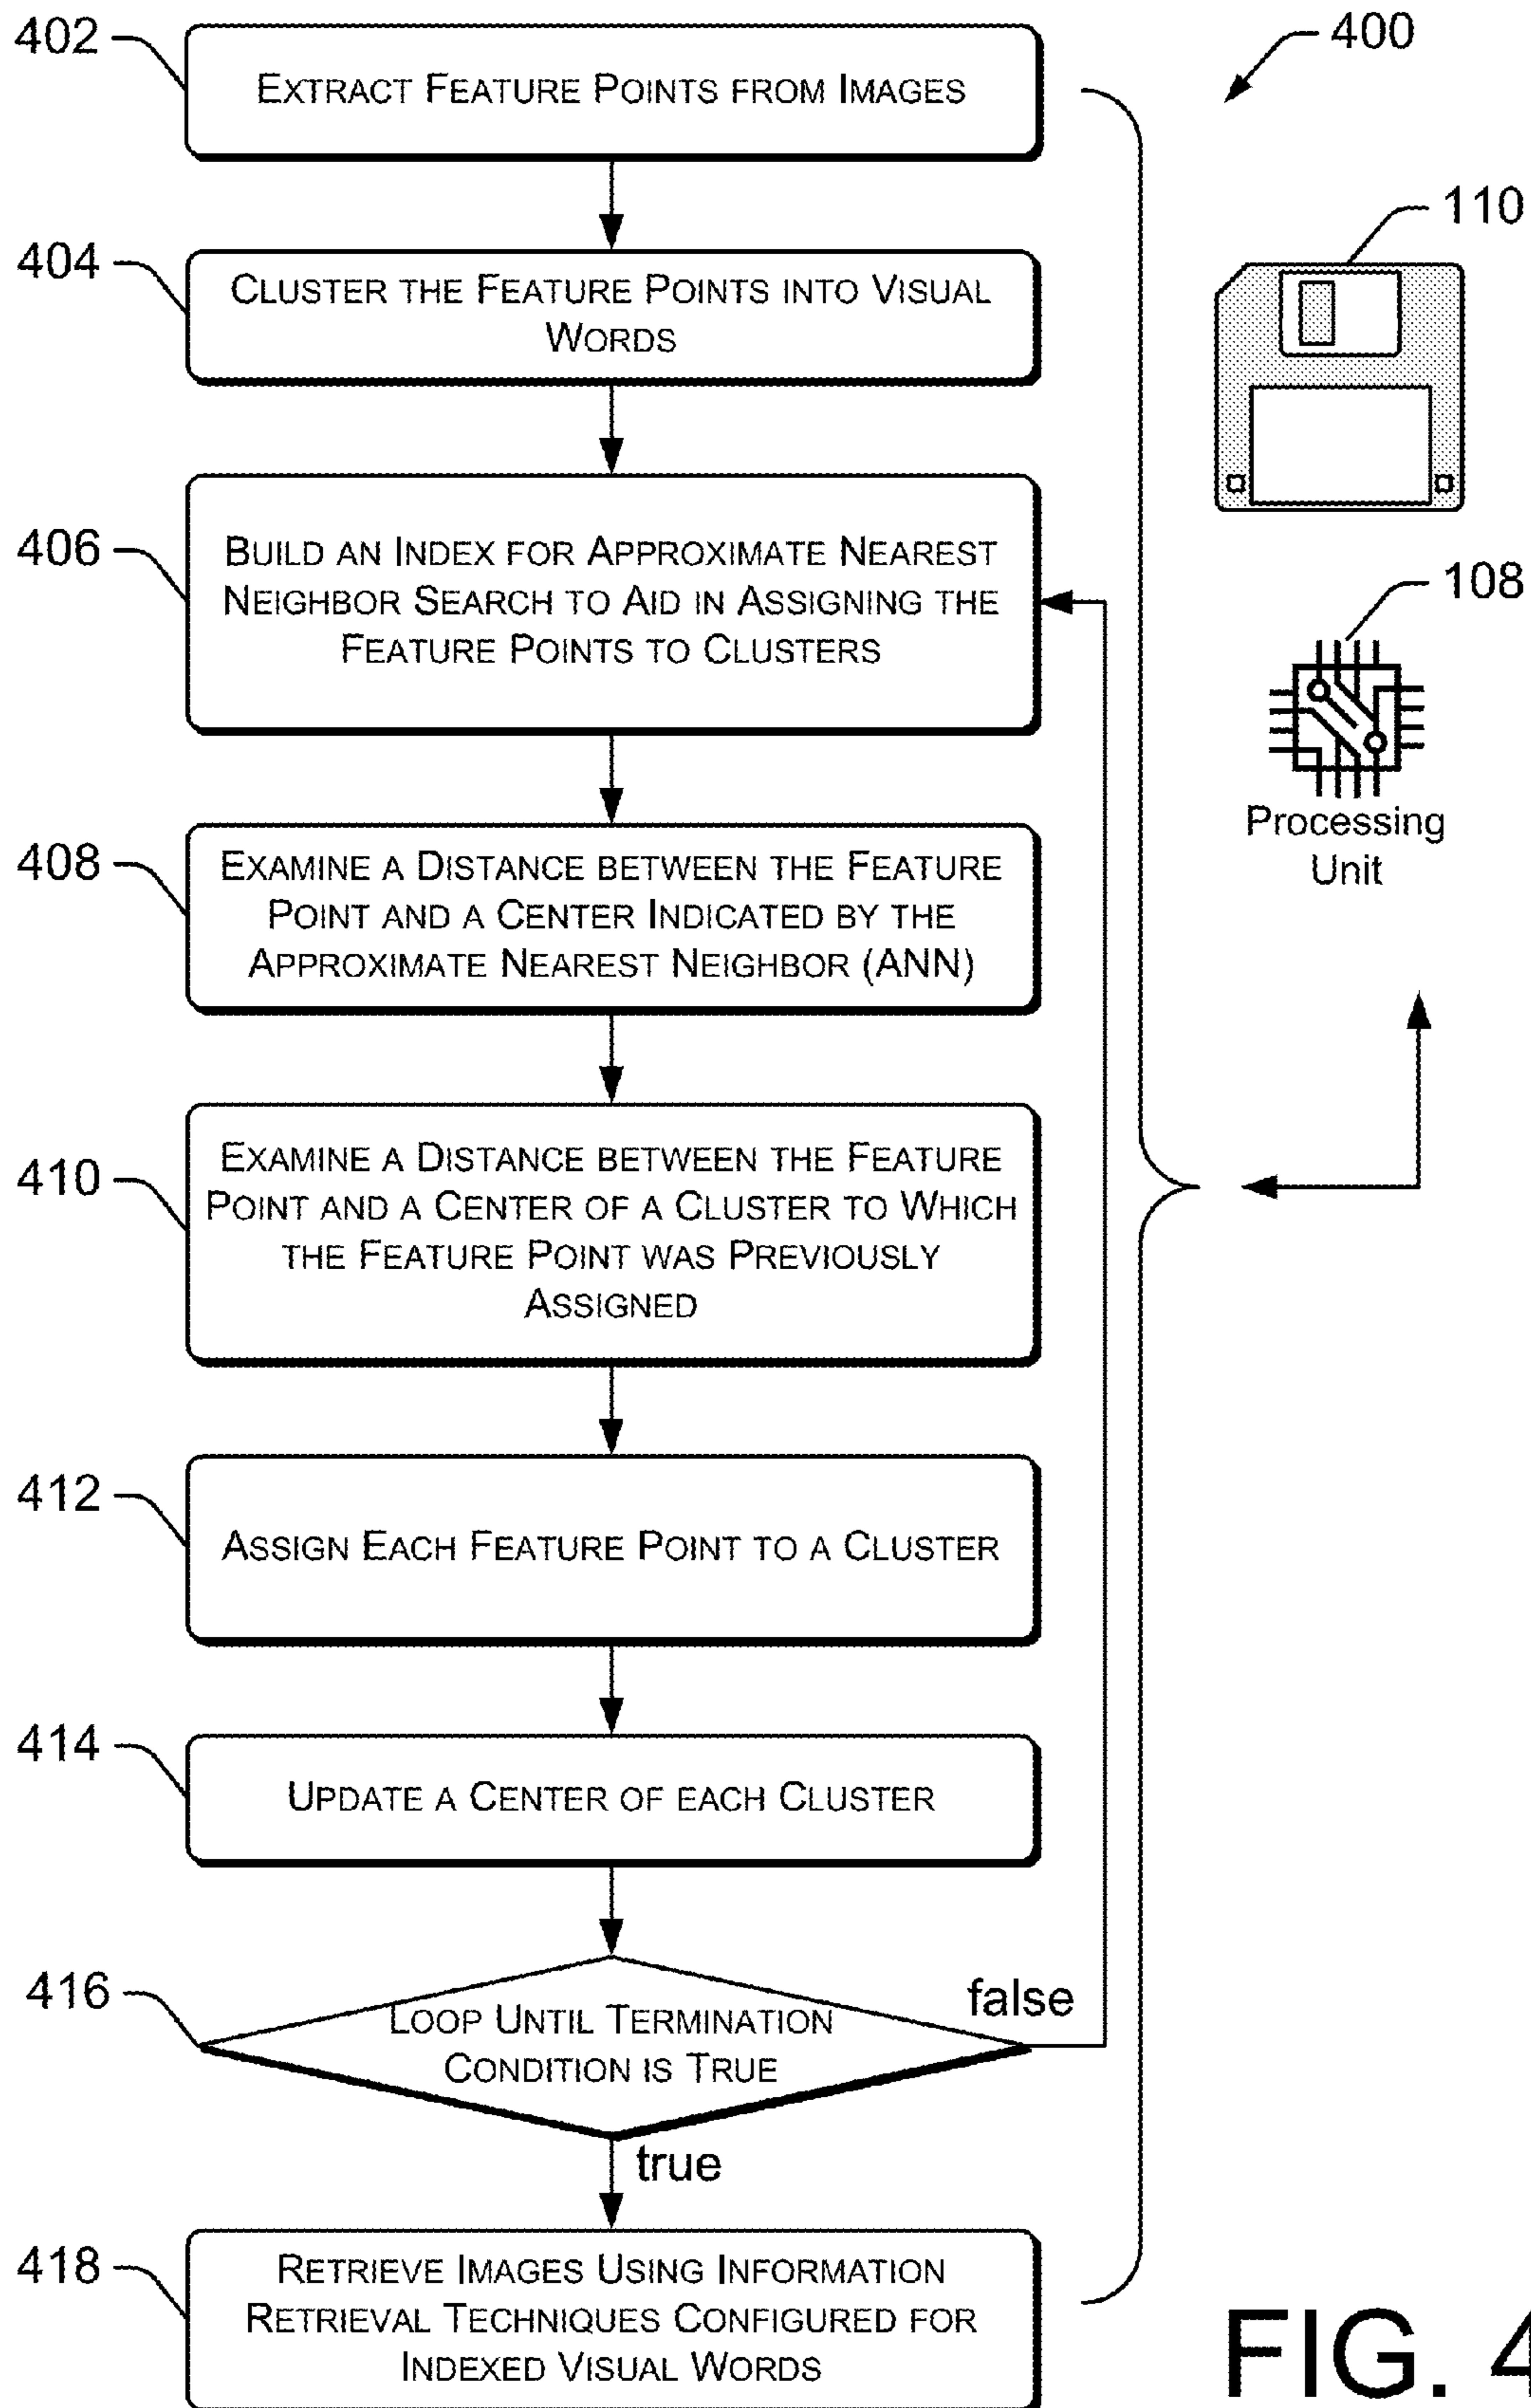 402
EXTRACT FEATURE POINTS FROM IMAGES
400
110
404
CLUSTER THE FEATURE POINTS INTO VISUAL
WORDS
406
BUILD AN INDEX FOR APPROXIMATE NEAREST
NEIGHBOR SEARCH TO AID IN ASSIGNING THE
FEATURE POINTS TO CLUSTERS
108
Processing
Unit
408
EXAMINE A DISTANCE BETWEEN THE FEATURE
POINT AND A CENTER INDICATED BY THE
APPROXIMATE NEAREST NEIGHBOR (ANN)
410
EXAMINE A DISTANCE BETWEEN THE FEATURE
POINT AND A CENTER OF A CLUSTER TO WHICH
THE FEATURE POINT WAS PREVIOUSLY
ASSIGNED
412
ASSIGN EACH FEATURE POINT TO A CLUSTER
414
UPDATE A CENTER OF EACH CLUSTER
416
LOOP UNTIL TERMINATION
CONDITION IS TRUE
false
true
418
RETRIEVE IMAGES USING INFORMATION
RETRIEVAL TECHNIQUES CONFIGURED FOR
INDEXED VISUAL WORDS
FIG. 4